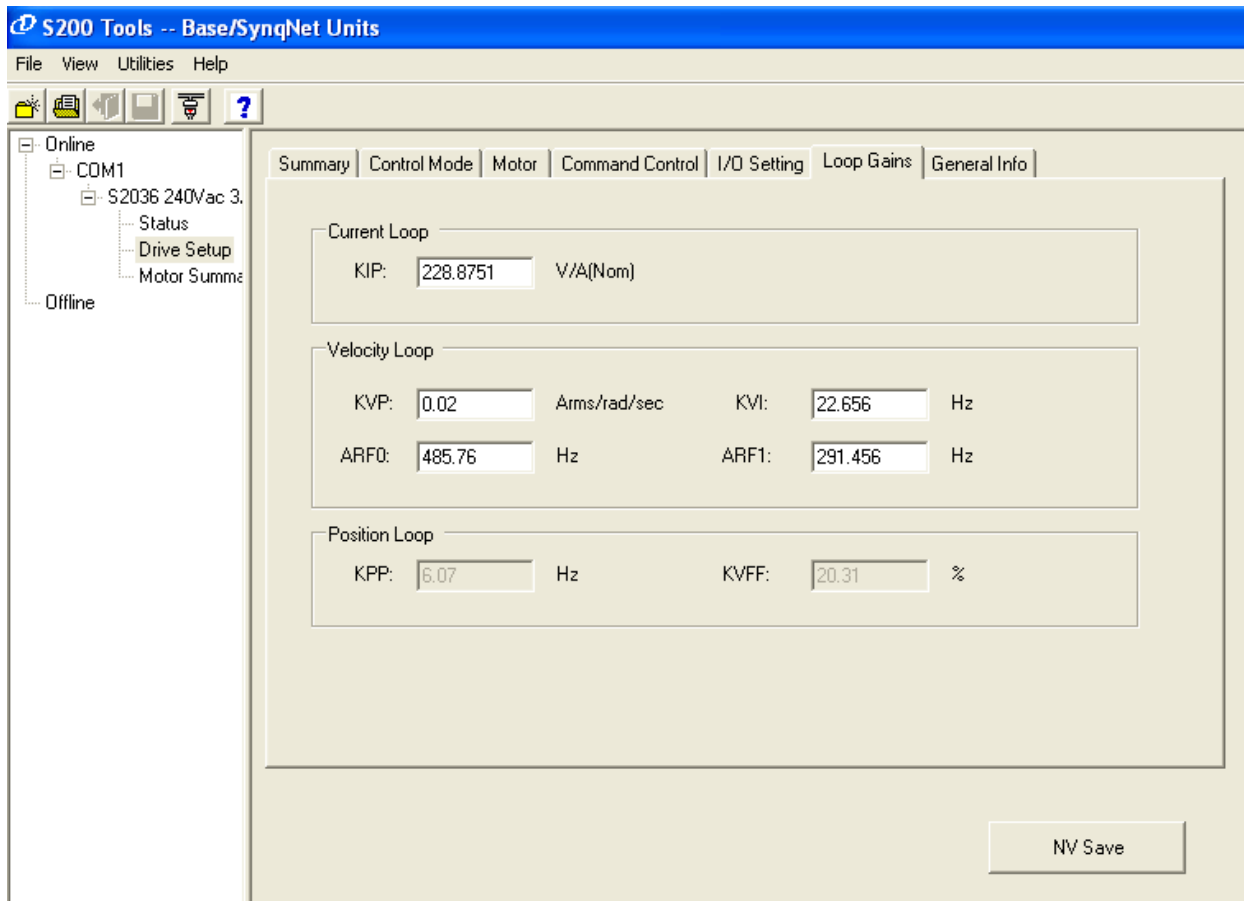 S200 Tools -- Base/SynqNet Units
File View Utilities Help
?
Online
COM1
S2036 240Vac 3.
Status
Drive Setup
Motor Summa
Offline
Summary Control Mode Motor Command Control I/O Setting Loop Gains General Info
Current Loop
KIP: 228.8751 V/A(Nom)
Velocity Loop
KVP: 0.02 Arms/rad/sec KVI: 22.656 Hz
ARF0: 485.76 Hz ARF1: 291.456 Hz
Position Loop
KPP: 6.07 Hz KVFF: 20.31 %
NV Save